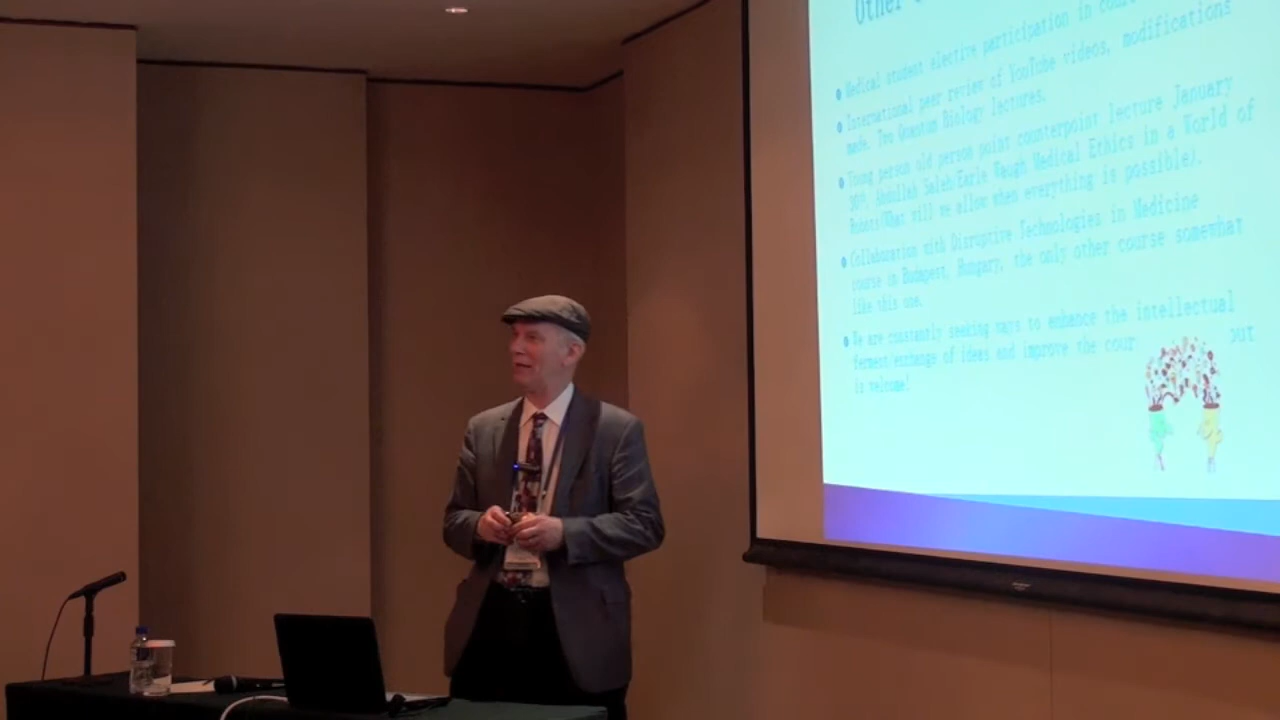 Other
Medical student elective participation in
International peer review of YouTube videos, modifications
made. Two Quantum Biology lectures.
Young person old person point counterpoint lecture January
30th, Abdullah Saleh/Earle Waugh Medical Ethics in a World of
Robots(What will we allow when everything is possible).
Collaboration with Disruptive Technologies in Medicine
course in Budapest, Hungary, the only other course somewhat
like this one.
We are constantly seeking ways to enhance the intellectual
ferment/exchange of ideas and improve the
is welcome!